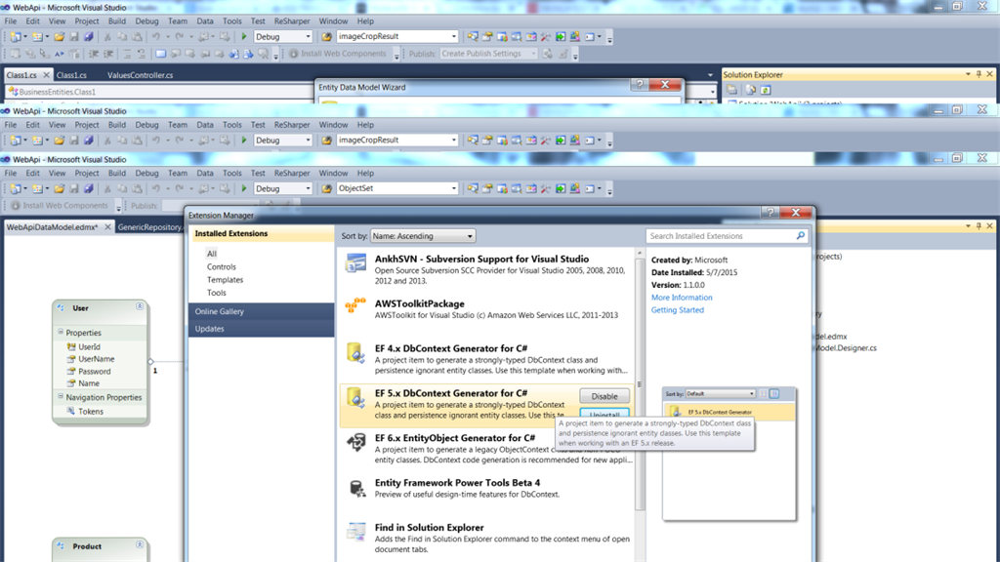 WebApi - Microsoft Visual Studio
File Edit View Project Build Debug Team Data Tools Test ReSharper Window Help
Debug imageCropResult
Install Web Components Publish: Create Publish Settings
Class1.cs Class1.cs ValuesController.cs
Solution Explorer
BusinessEntities.Class1
Entity Data Model Wizard
WebApi - Microsoft Visual Studio
File Edit View Project Build Debug Team Data Tools Test ReSharper Window Help
Debug imageCropResult
WebApi - Microsoft Visual Studio
File Edit View Project Build Debug Team Data Tools Test ReSharper Window Help
Debug ObjectSet
Install Web Components Publish:
WebApiDataModel.edmx* GenericRepository.
Extension Manager
Installed Extensions
All
Controls
Templates
Tools
Online Gallery
Updates
Sort by: Name: Ascending
Search Installed Extensions
AnkhSVN - Subversion Support for Visual Studio
Open Source Subversion SCC Provider for Visual Studio 2005, 2008, 2010,
2012 and 2013.
AWSToolkitPackage
AWSToolkit for Visual Studio (c) Amazon Web Services LLC, 2011-2013
EF 4.x DbContext Generator for C#
A project item to generate a strongly-typed DbContext class and
persistence ignorant entity classes. Use this template when working with...
EF 5.x DbContext Generator for C#
A project item to generate a strongly-typed DbContext
class and persistence ignorant entity classes. Use this te
Disable
Uninstall
A project item to generate a strongly-typed DbContext class
and persistence ignorant entity classes. Use this template
when working with an EF 5.x release.
EF 6.x EntityObject Generator for C#
A project item to generate a legacy ObjectContext
entity classes. DbContext code generation is recommended for new appli...
Entity Framework Power Tools Beta 4
Preview of useful design-time features for DbContext.
Find in Solution Explorer
Adds the Find in Solution Explorer command to the context menu of open
document tabs.
Created by: Microsoft
Date Installed: 5/7/2015
Version: 1.1.0.0
More Information
Getting Started
Sort by: Default
EF 5.x DbContext Generator
rojects)
del.edmx
Model.Designer.cs
User
Properties
UserId
UserName
Password
Name
Navigation Properties
Tokens
1
Product